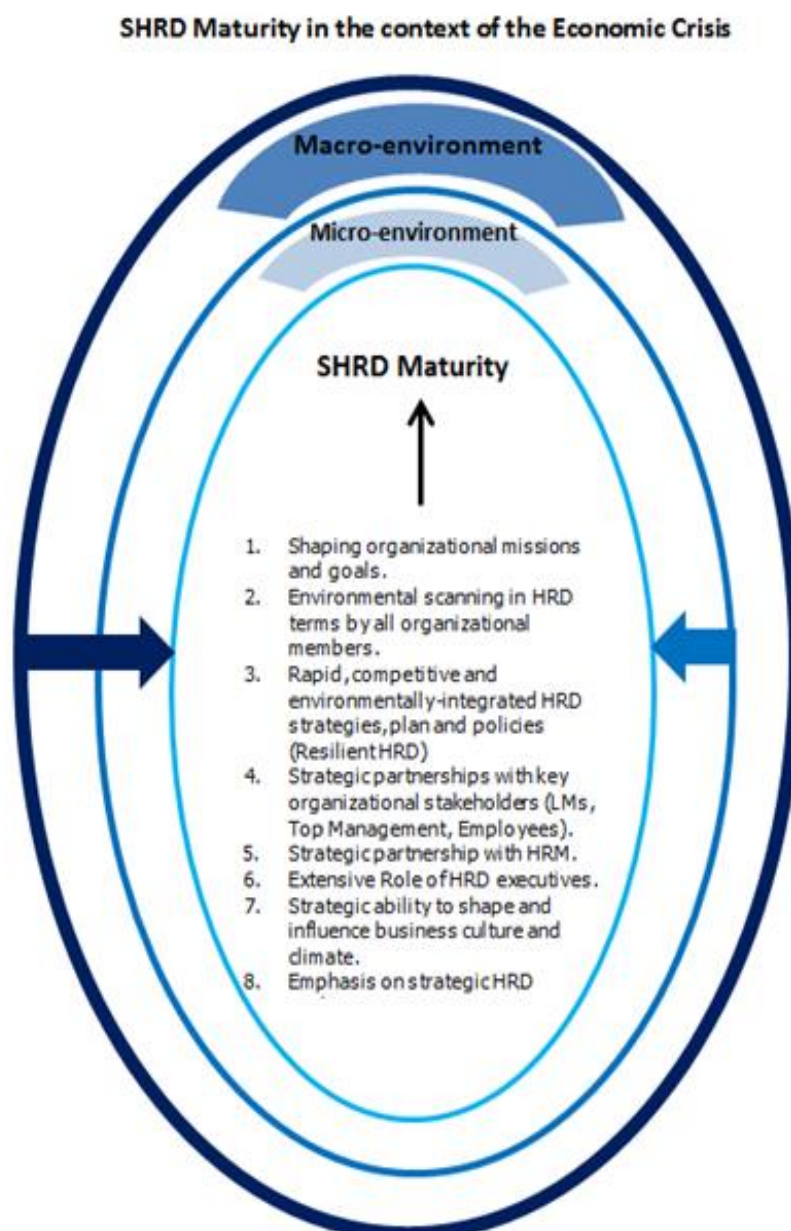 SHRD Maturity in the context of the Economic Crisis
Macro-environment
Micro-environment
SHRD Maturity
1. Shaping organizational missions
and goals.
2. Environmental scanning in HRD
terms by all organizational
members.
3. Rapid, competitive and
environmentally-integrated HRD
strategies, plan and policies
(Resilient HRD)
4. Strategic partnerships with key
organizational stakeholders (LMs,
Top Management, Employees).
5. Strategic partnership with HRM.
6. Extensive Role of HRD executives.
7. Strategic ability to shape and
influence business culture and
climate.
8. Emphasis on strategic HRD